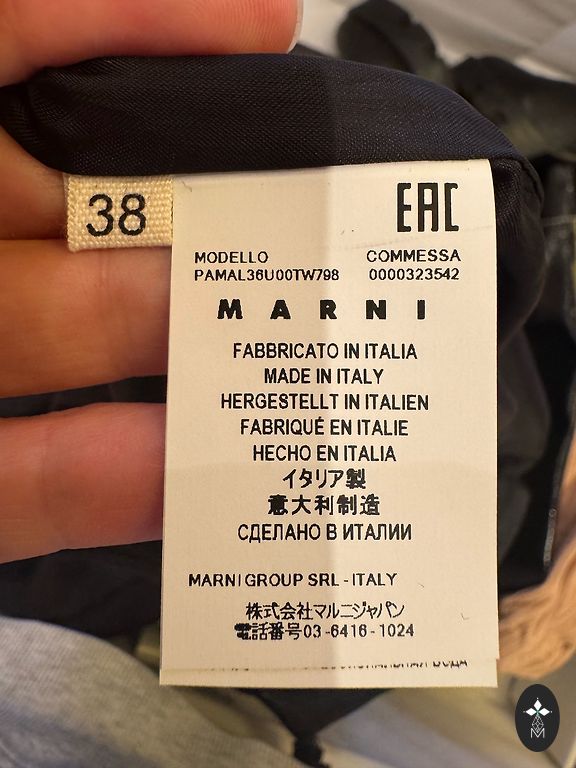 38
EAC
MODELLO COMMESSA
PAMAL36U00TW798 0000323542
MARNI
FABBRICATO IN ITALIA
MADE IN ITALY
HERGESTELLT IN ITALIEN
FABRIQUÉ EN ITALIE
HECHO EN ITALIA
イタリア製
意大利制造
СДЕЛАНО В ИТАЛИИ
MARNI GROUP SRL - ITALY
株式会社マルニジャパン
電話番号03-6416-1024
ВОДА
M